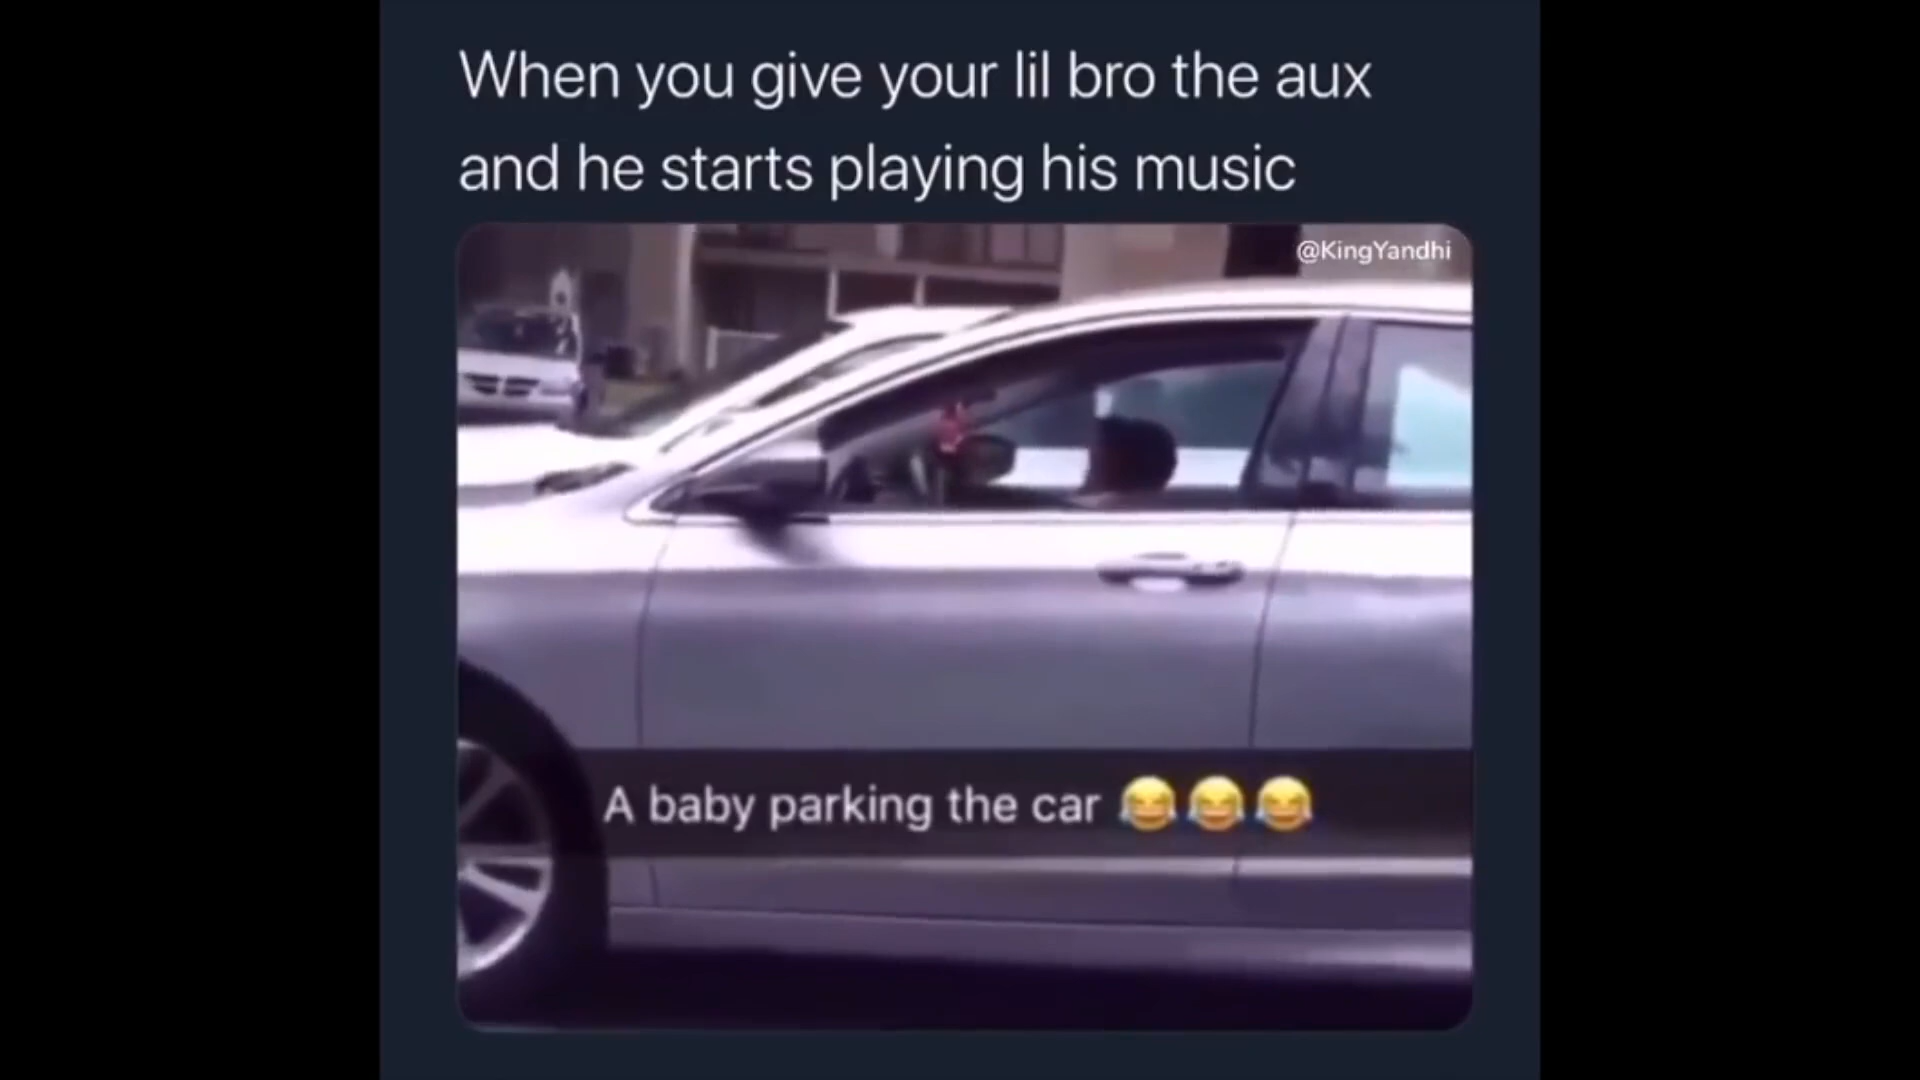 When you give your lil bro the aux
and he starts playing his music
@KingYandhi
A baby parking the car 😂😂😂